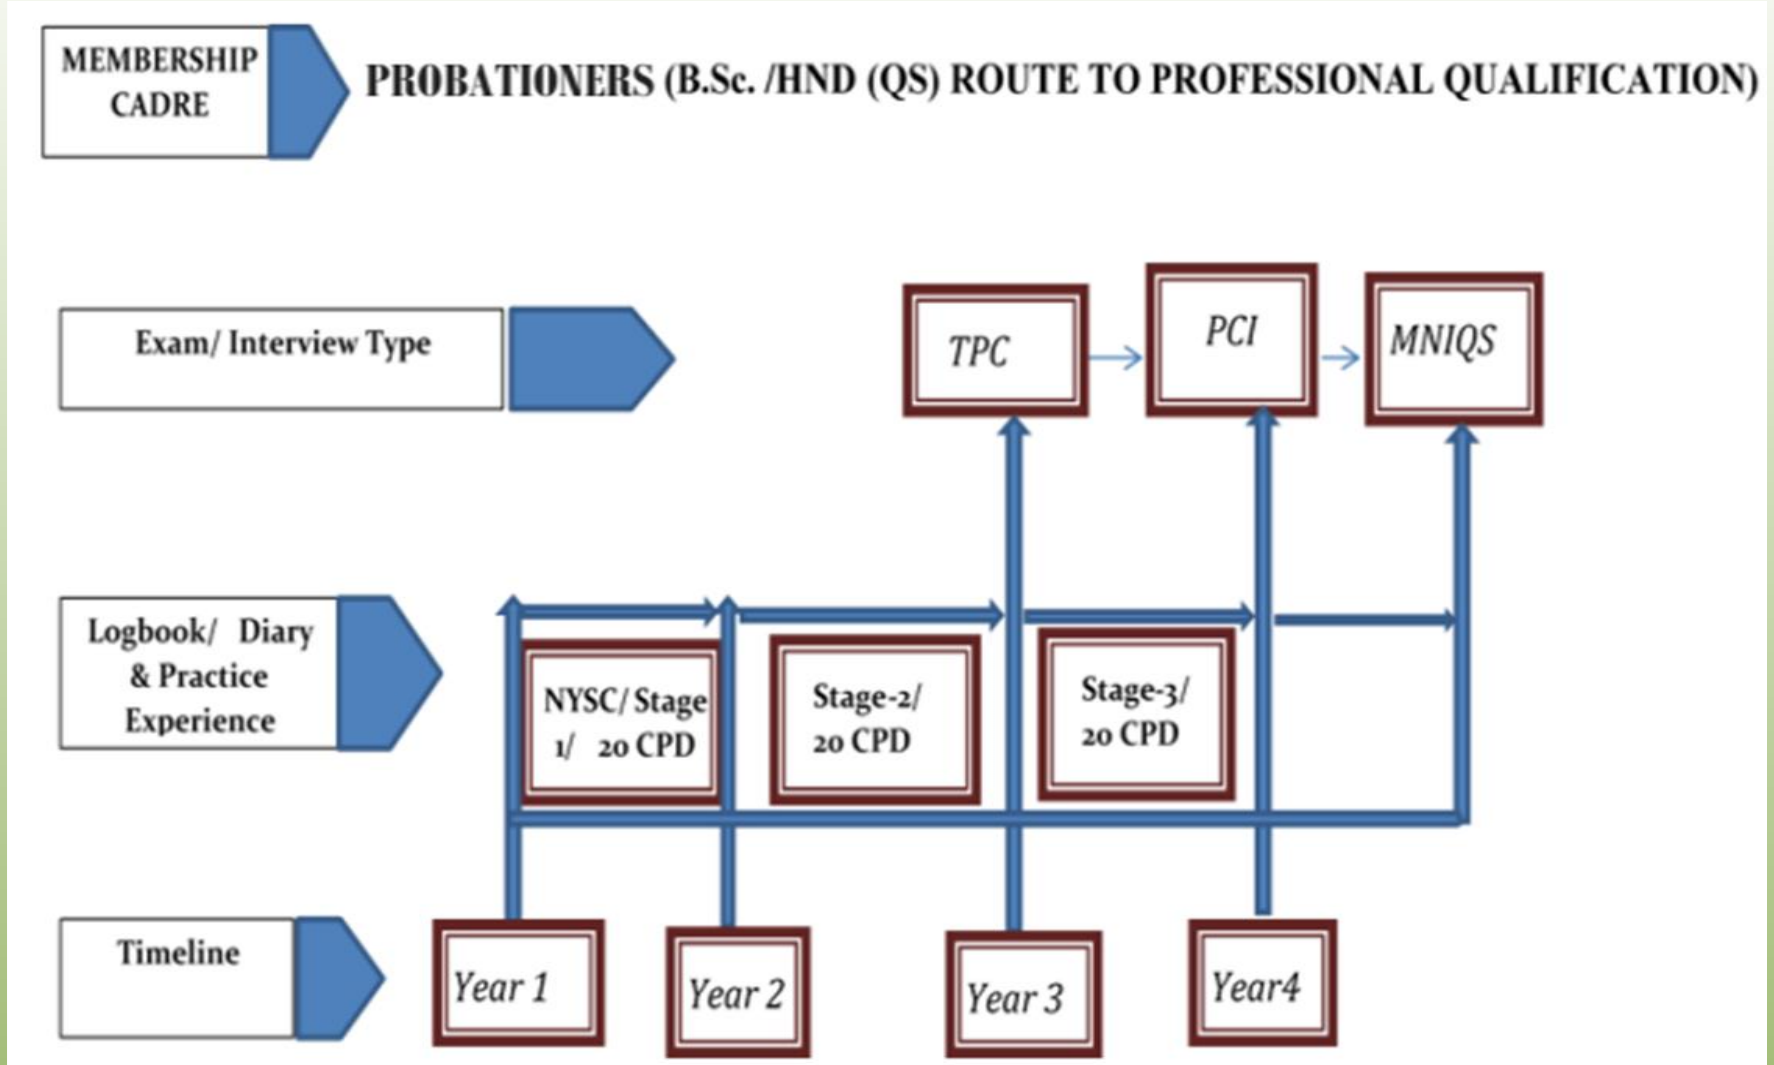 MEMBERSHIP
CADRE
PROBATIONERS (B.Sc. /HND (QS) ROUTE TO PROFESSIONAL QUALIFICATION)
Exam/ Interview Type
TPC
PCI
MNIQS
Logbook/ Diary
& Practice
Experience
NYSC/ Stage
1/ 20 CPD
Stage-2/
20 CPD
Stage-3/
20 CPD
Timeline
Year 1
Year 2
Year 3
Year4